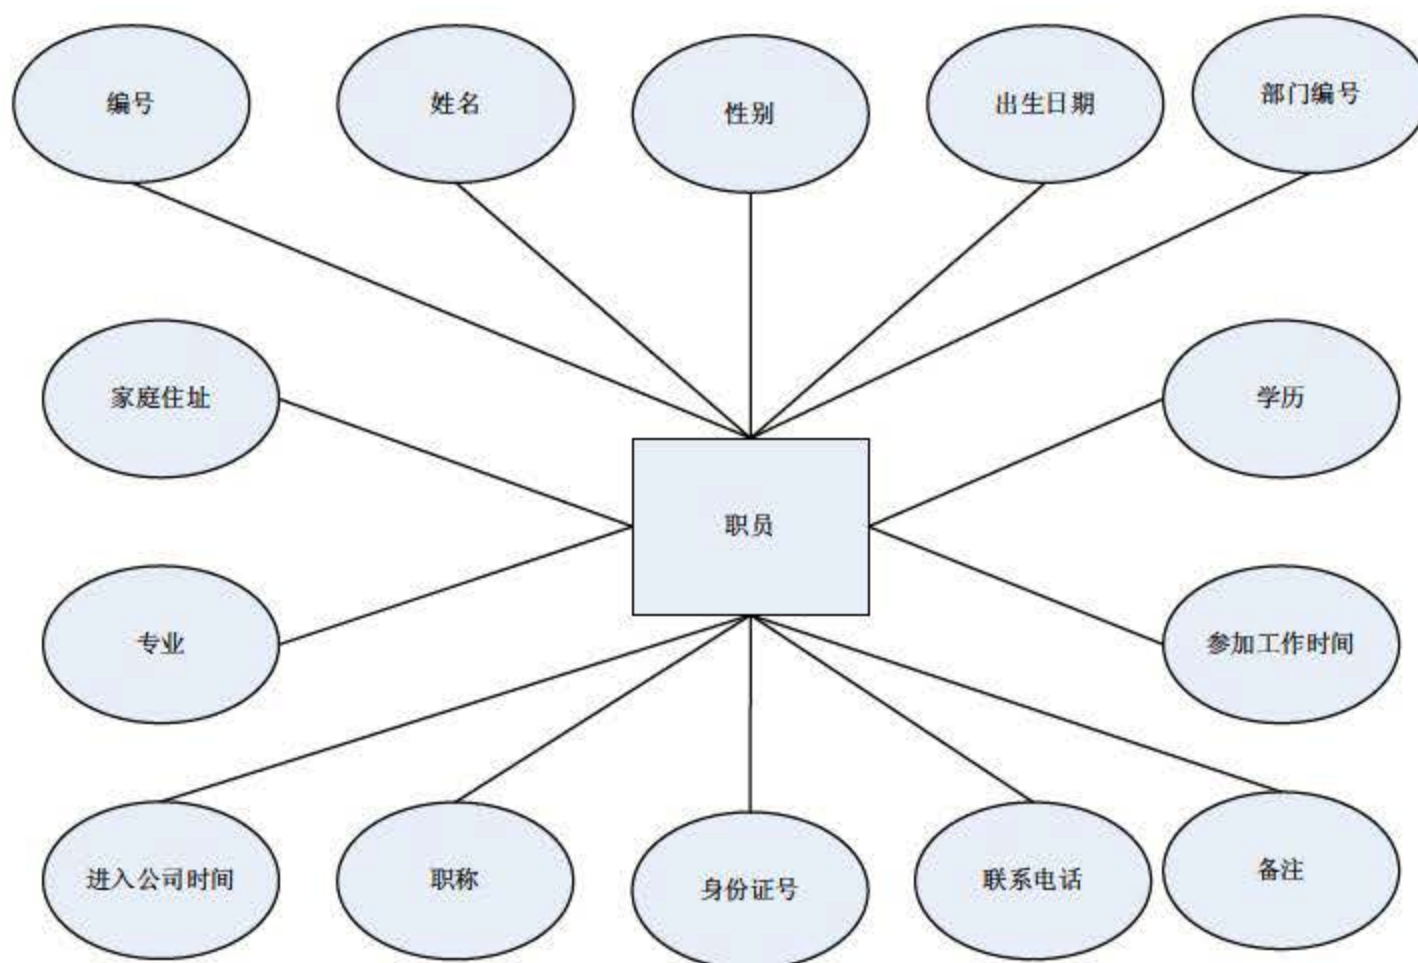 编号
姓名
性别
出生日期
部门编号
家庭住址
学历
职员
专业
参加工作时间
进入公司时间
职称
身份证号
联系电话
备注